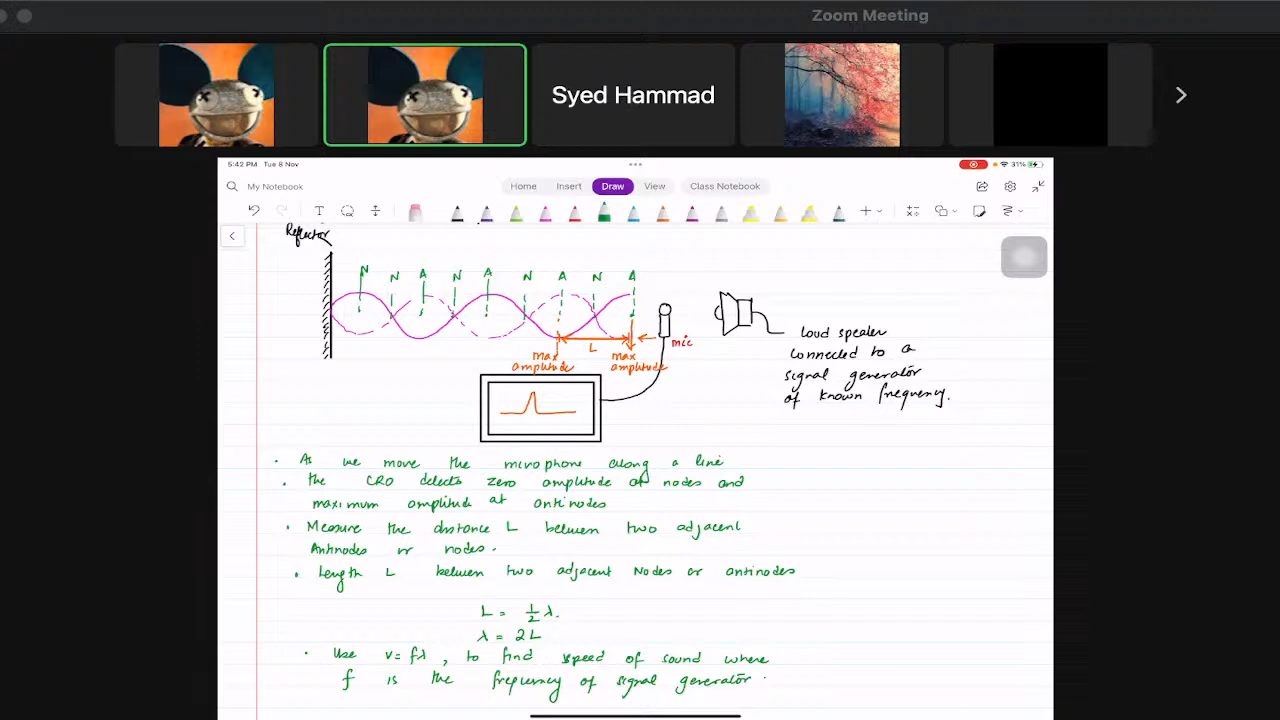 Zoom Meeting
Syed Hammad
5:42 PM Tue 8 Nov
31%
My Notebook
Home Insert Draw View Class Notebook
Reflector
N N A N A N A N A
L
mic
max amplitude
max amplitude
Loud speaker
connected to a
signal generator
of known frequency.
. As we move the microphone along a line
. the CRO detects zero amplitude at nodes and
maximum amplitude at antinodes
. Measure the distance L between two adjacent
Antinodes or nodes.
. Length L between two adjacent Nodes or antinodes
L = 1/2 λ.
λ = 2L
. Use v = fλ, to find speed of sound where
f is the frequency of signal generator.